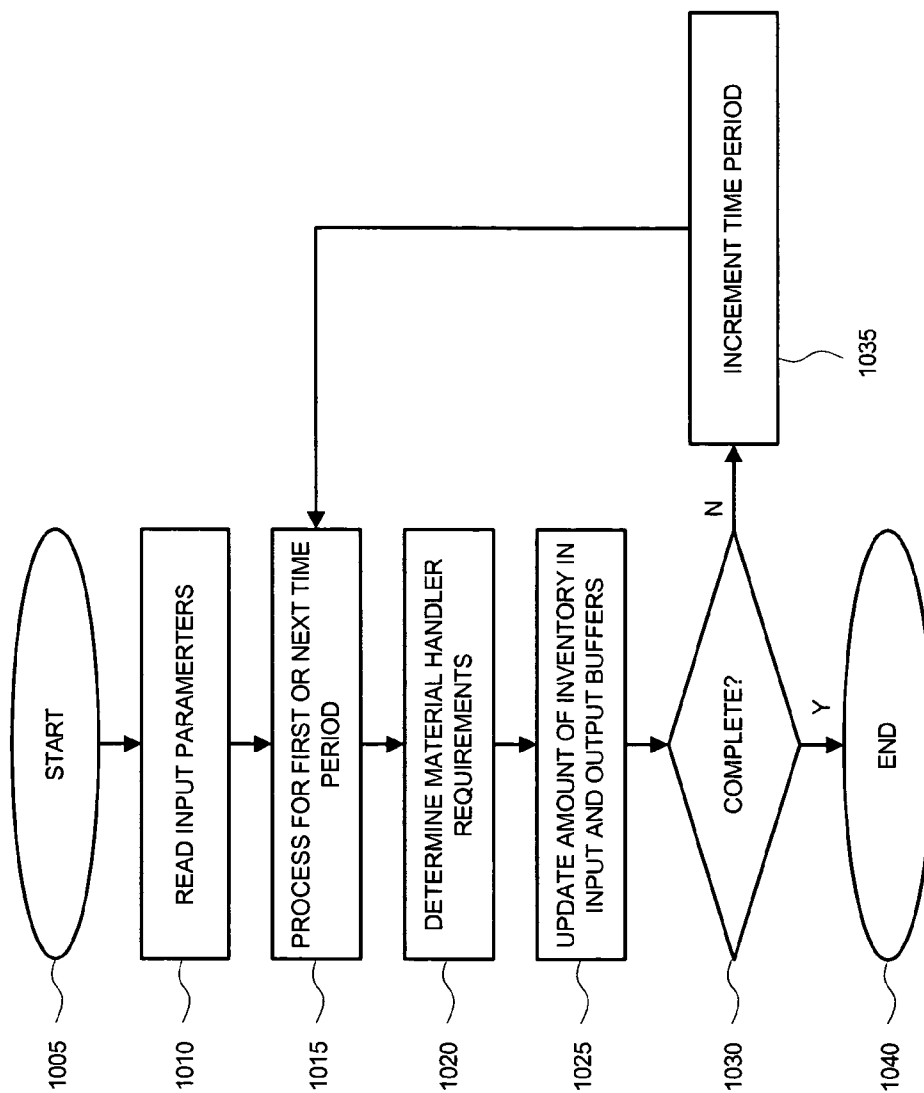 1005
START
1010
READ INPUT PARAMERTERS
1015
PROCESS FOR FIRST OR NEXT TIME
PERIOD
1020
DETERMINE MATERIAL HANDLER
REQUIREMENTS
1025
UPDATE AMOUNT OF INVENTORY IN
INPUT AND OUTPUT BUFFERS
1030
COMPLETE?
N
INCREMENT TIME PERIOD
1035
Y
1040
END